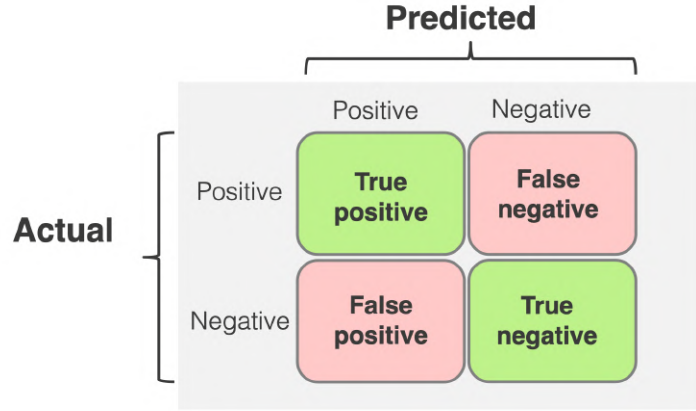 Predicted
Positive Negative
Positive
True
positive
False
negative
Actual
Negative
False
positive
True
negative